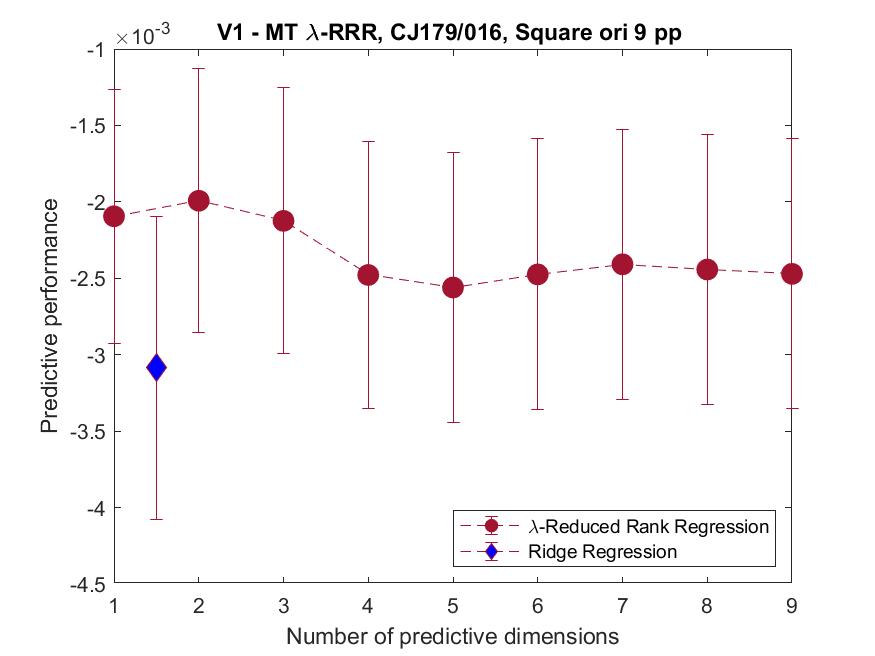 ×10-3
V1 - MT λ-RRR, CJ179/016, Square ori 9 pp
-1
-1.5
-2
-2.5
-3
-3.5
-4
-4.5
Predictive performance
λ-Reduced Rank Regression
Ridge Regression
1 2 3 4 5 6 7 8 9
Number of predictive dimensions